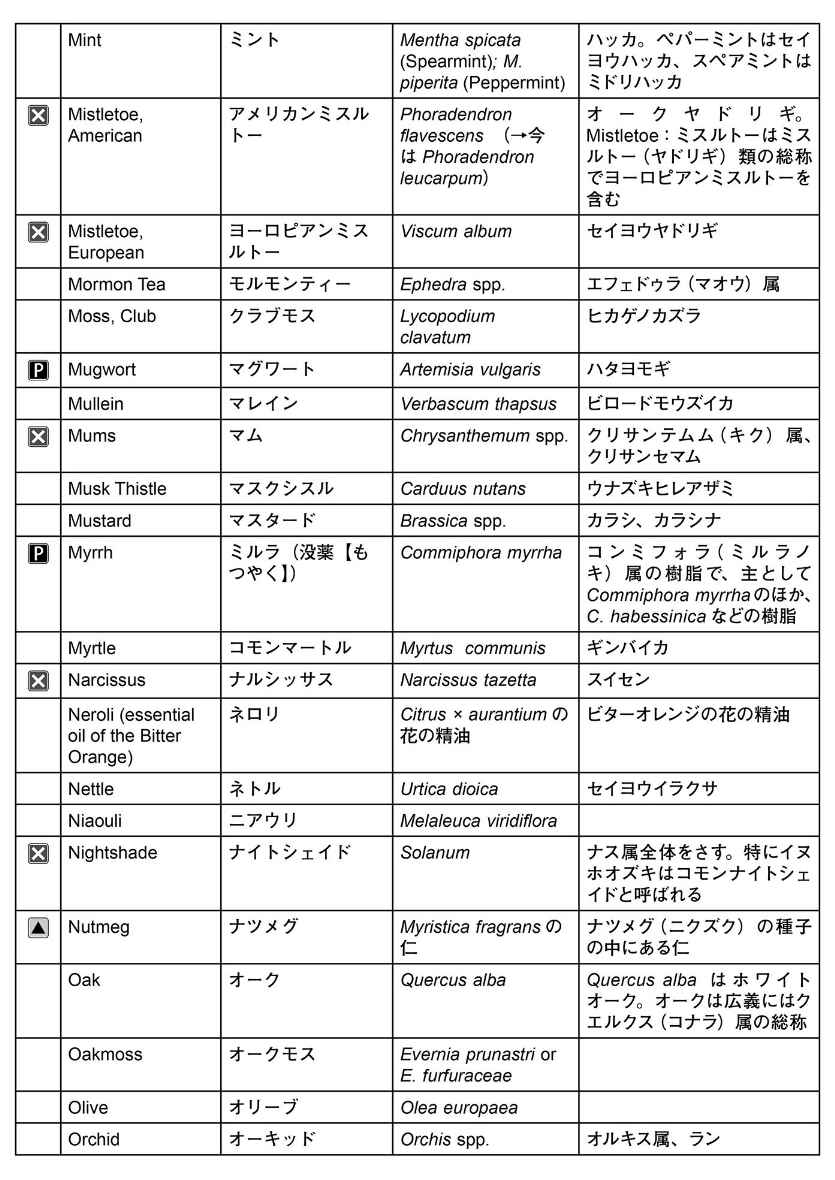 Mint ミント Mentha spicata ハッカ。ペパーミントはセイ
(Spearmint); M. ヨウハッカ、スペアミントは
piperita (Peppermint) ミドリハッカ
Mistletoe, アメリカンミスル Phoradendron オークヤドリギ。
American トー flavescens （→今 Mistletoe：ミスルトーはミス
は Phoradendron ルトー（ヤドリギ）類の総称
leucarpum） でヨーロピアンミスルトーを
含む
Mistletoe, ヨーロピアンミス Viscum album セイヨウヤドリギ
European ルトー
Mormon Tea モルモンティー Ephedra spp. エフェドゥラ（マオウ）属
Moss, Club クラブモス Lycopodium ヒカゲノカズラ
clavatum
P Mugwort マグワート Artemisia vulgaris ハタヨモギ
Mullein マレイン Verbascum thapsus ビロードモウズイカ
Mums マム Chrysanthemum spp. クリサンテムム（キク）属、
クリサンセマム
Musk Thistle マスクシスル Carduus nutans ウナズキヒレアザミ
Mustard マスタード Brassica spp. カラシ、カラシナ
P Myrrh ミルラ（没薬【も Commiphora myrrha コンミフォラ（ミルラノ
つやく】） キ）属の樹脂で、主として
Commiphora myrrhaのほか、
C. habessinica などの樹脂
Myrtle コモンマートル Myrtus communis ギンバイカ
Narcissus ナルシッサス Narcissus tazetta スイセン
Neroli (essential ネロリ Citrus × aurantium の ビターオレンジの花の精油
oil of the Bitter 花の精油
Orange)
Nettle ネトル Urtica dioica セイヨウイラクサ
Niaouli ニアウリ Melaleuca viridiflora
Nightshade ナイトシェイド Solanum ナス属全体をさす。特にイヌ
ホオズキはコモンナイトシェ
イドと呼ばれる
Nutmeg ナツメグ Myristica fragrans の ナツメグ（ニクズク）の種子
仁 の中にある仁
Oak オーク Quercus alba Quercus alba はホワイト
オーク。オークは広義にはク
エルクス（コナラ）属の総称
Oakmoss オークモス Evernia prunastri or
E. furfuraceae
Olive オリーブ Olea europaea
Orchid オーキッド Orchis spp. オルキス属、ラン